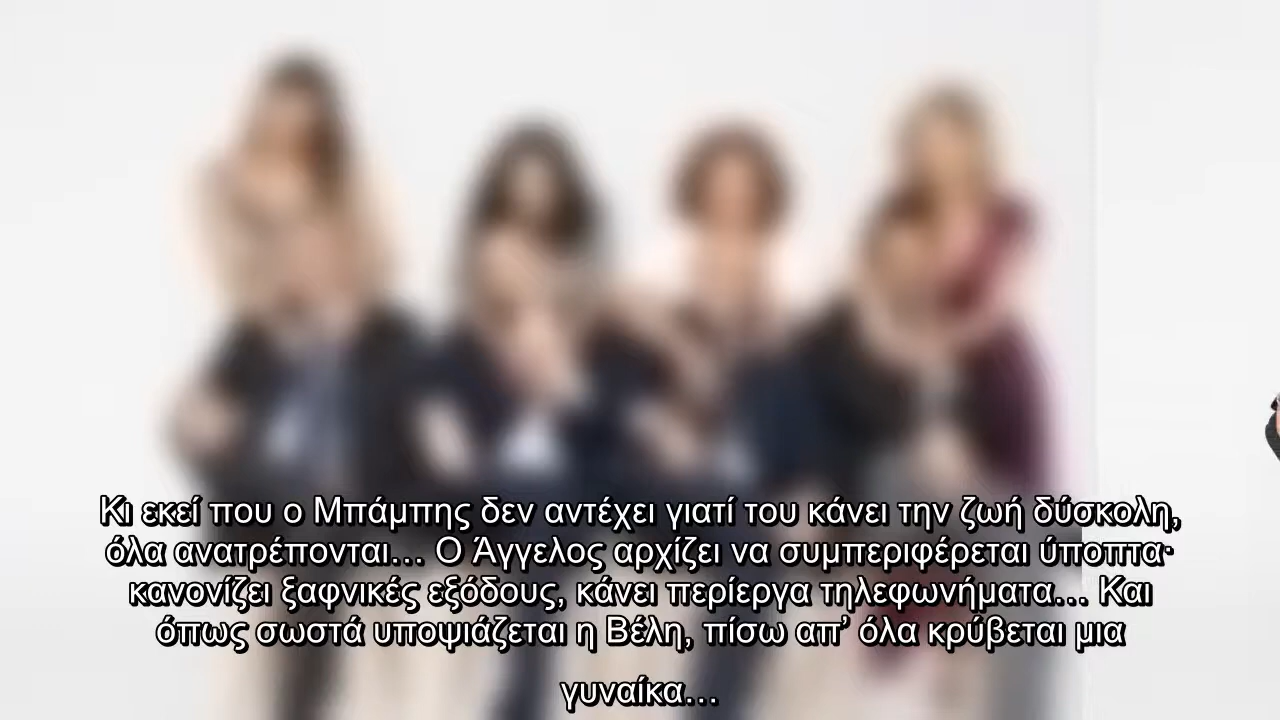 Κι εκεί που ο Μπάμπης δεν αντέχει γιατί του κάνει την ζωή δύσκολη,
όλα ανατρέπονται… Ο Άγγελος αρχίζει να συμπεριφέρεται ύποπτα·
κανονίζει ξαφνικές εξόδους, κάνει περίεργα τηλεφωνήματα… Και
όπως σωστά υποψιάζεται η Βέλη, πίσω απ’ όλα κρύβεται μια
γυναίκα…